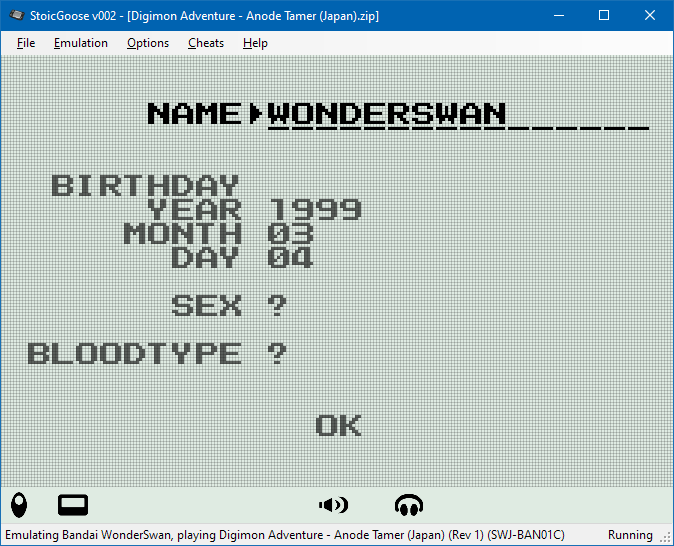 StoicGoose v002 - [Digimon Adventure - Anode Tamer (Japan).zip]
File Emulation Options Cheats Help
NAME▶WONDERSWAN
BIRTHDAY
YEAR 1999
MONTH 03
DAY 04
SEX ?
BLOODTYPE ?
OK
Emulating Bandai WonderSwan, playing Digimon Adventure - Anode Tamer (Japan) (Rev 1) (SWJ-BAN01C) Running